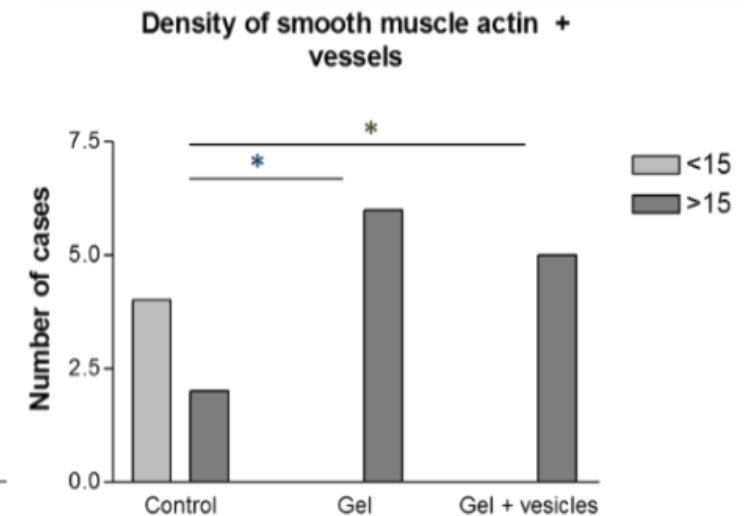 Density of smooth muscle actin +
vessels
*
*
7.5
5.0
2.5
0.0
Number of cases
Control
Gel
Gel + vesicles
<15
>15